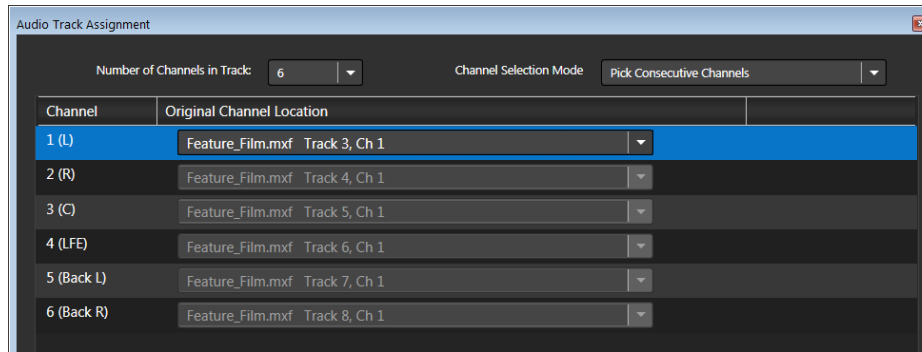 Audio Track Assignment
Number of Channels in Track: 6 Channel Selection Mode Pick Consecutive Channels
Channel Original Channel Location
1 (L) Feature_Film.mxf Track 3, Ch 1
2 (R) Feature_Film.mxf Track 4, Ch 1
3 (C) Feature_Film.mxf Track 5, Ch 1
4 (LFE) Feature_Film.mxf Track 6, Ch 1
5 (Back L) Feature_Film.mxf Track 7, Ch 1
6 (Back R) Feature_Film.mxf Track 8, Ch 1